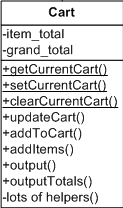 Cart
-item_total
-grand_total
+getCurrentCart()
+setCurrentCart()
+clearCurrentCart()
+updateCart()
+addToCart()
+addItems()
+output()
+outputTotals()
-lots of helpers()